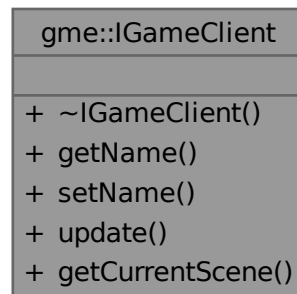 gme::IGameClient
+ ~IGameClient()
+ getName()
+ setName()
+ update()
+ getCurrentScene()